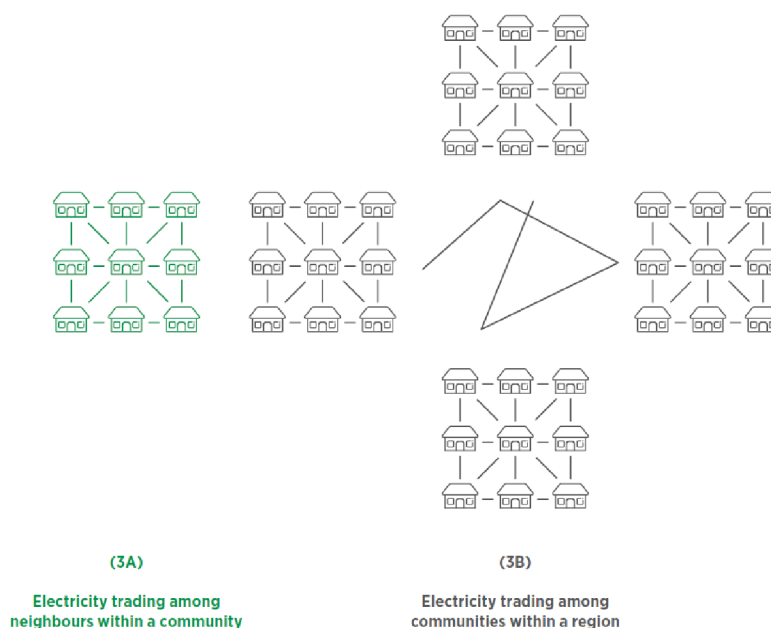 (3A)
Electricity trading among
neighbours within a community
(3B)
Electricity trading among
communities within a region